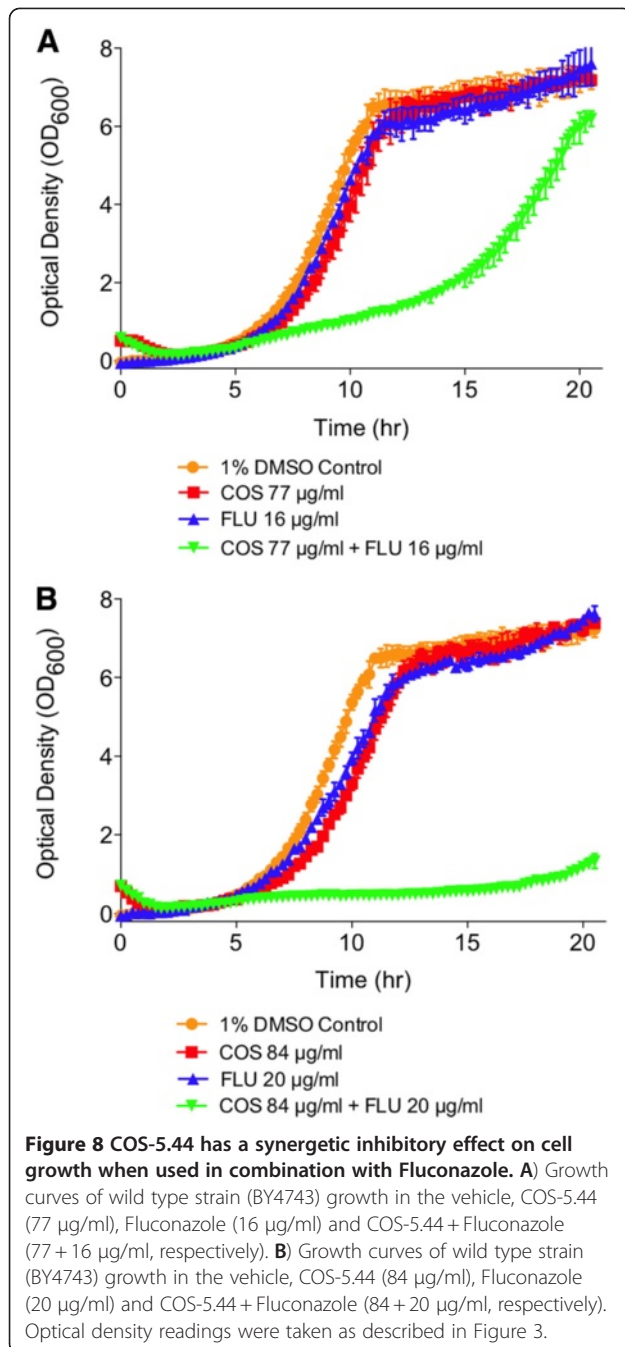 A
8
6
4
2
0
Optical Density (OD600)
0 5 10 15 20
Time (hr)
1% DMSO Control
COS 77 µg/ml
FLU 16 µg/ml
COS 77 µg/ml + FLU 16 µg/ml
B
8
6
4
2
0
Optical Density (OD600)
0 5 10 15 20
Time (hr)
1% DMSO Control
COS 84 µg/ml
FLU 20 µg/ml
COS 84 µg/ml + FLU 20 µg/ml
Figure 8 COS-5.44 has a synergetic inhibitory effect on cell
growth when used in combination with Fluconazole. A) Growth
curves of wild type strain (BY4743) growth in the vehicle, COS-5.44
(77 µg/ml), Fluconazole (16 µg/ml) and COS-5.44 + Fluconazole
(77 + 16 µg/ml, respectively). B) Growth curves of wild type strain
(BY4743) growth in the vehicle, COS-5.44 (84 µg/ml), Fluconazole
(20 µg/ml) and COS-5.44 + Fluconazole (84 + 20 µg/ml, respectively).
Optical density readings were taken as described in Figure 3.